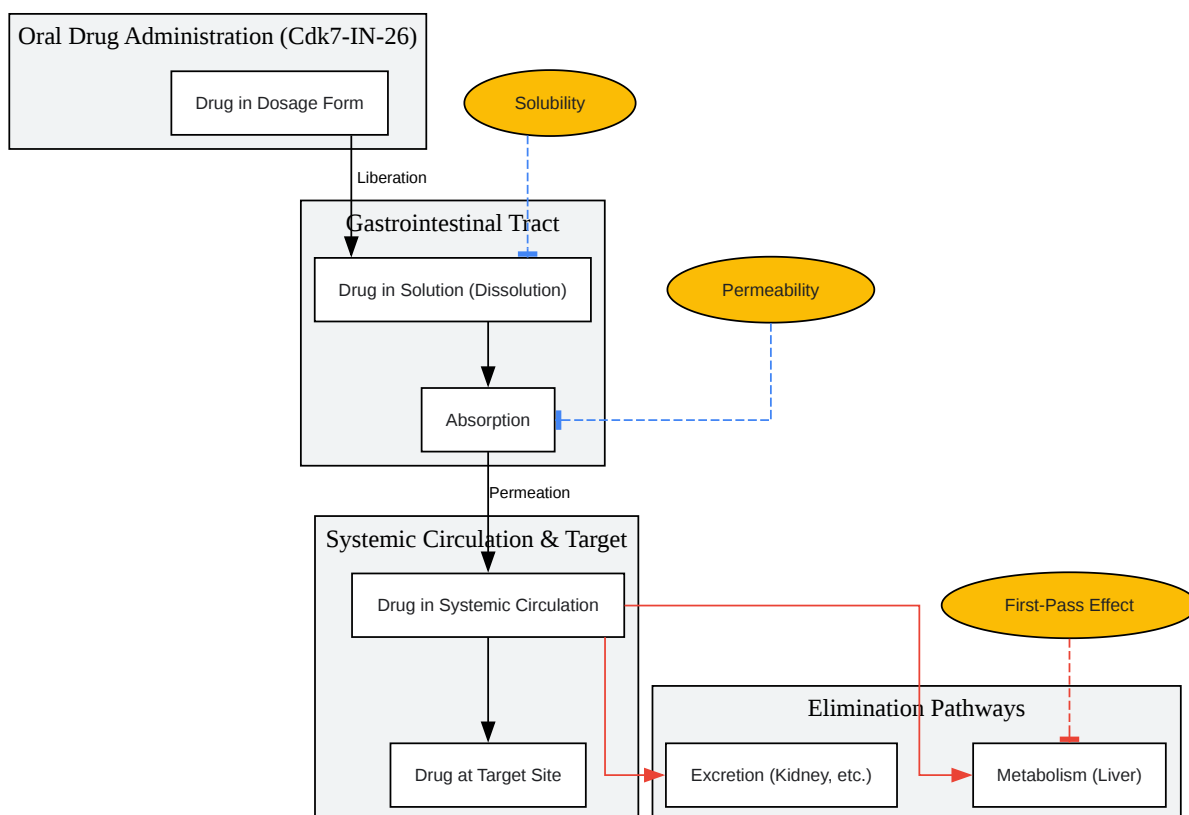 Oral Drug Administration (Cdk7-IN-26)
Drug in Dosage Form
Solubility
Liberation
Gastrointestinal Tract
Drug in Solution (Dissolution)
Permeability
Absorption
Permeation
Systemic Circulation & Target
Drug in Systemic Circulation
First-Pass Effect
Elimination Pathways
Drug at Target Site
Excretion (Kidney, etc.)
Metabolism (Liver)